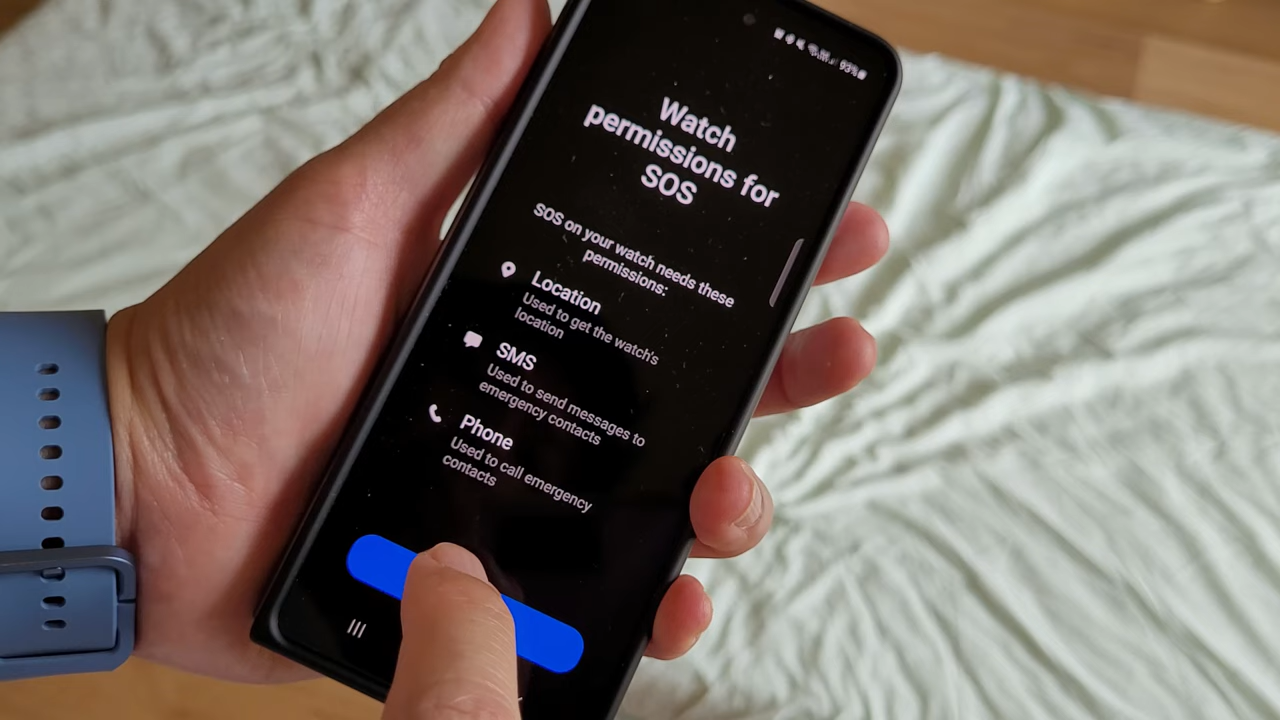 93%
Watch
permissions for
SOS
SOS on your watch needs these
permissions:
Location
Used to get the watch's
location
SMS
Used to send messages to
emergency contacts
Phone
Used to call emergency
contacts